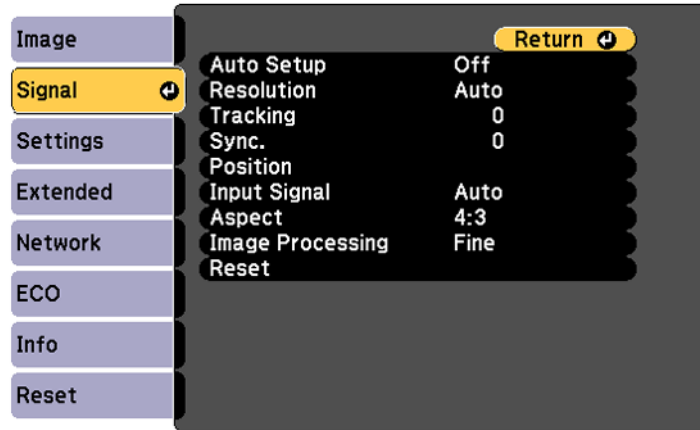 Image
Signal
Settings
Extended
Network
ECO
Info
Reset
Return
Auto Setup Off
Resolution Auto
Tracking 0
Sync. 0
Position
Input Signal Auto
Aspect 4:3
Image Processing Fine
Reset